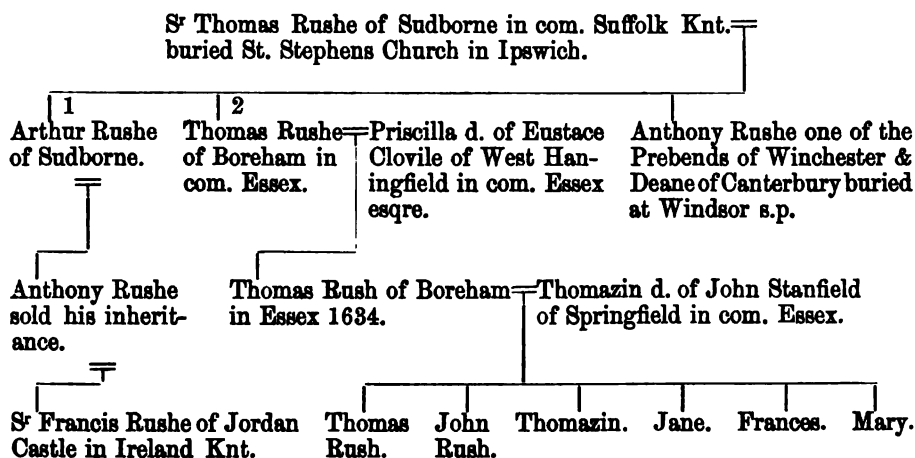 Sr Thomas Rushe of Sudborne in com. Suffolk Knt.
buried St. Stephens Church in Ipswich.
1
Arthur Rushe
of Sudborne.
2
Thomas Rushe
of Boreham in
com. Essex.
Priscilla d. of Eustace
Clovile of West Han-
ingfield in com. Essex
esqre.
Anthony Rushe one of the
Prebends of Winchester &
Deane of Canterbury buried
at Windsor s.p.
Anthony Rushe
sold his inherit-
ance.
Thomas Rush of Boreham
in Essex 1634.
Thomazin d. of John Stanfield
of Springfield in com. Essex.
Sr Francis Rushe of Jordan
Castle in Ireland Knt.
Thomas
Rush.
John
Rush.
Thomazin.
Jane.
Frances.
Mary.